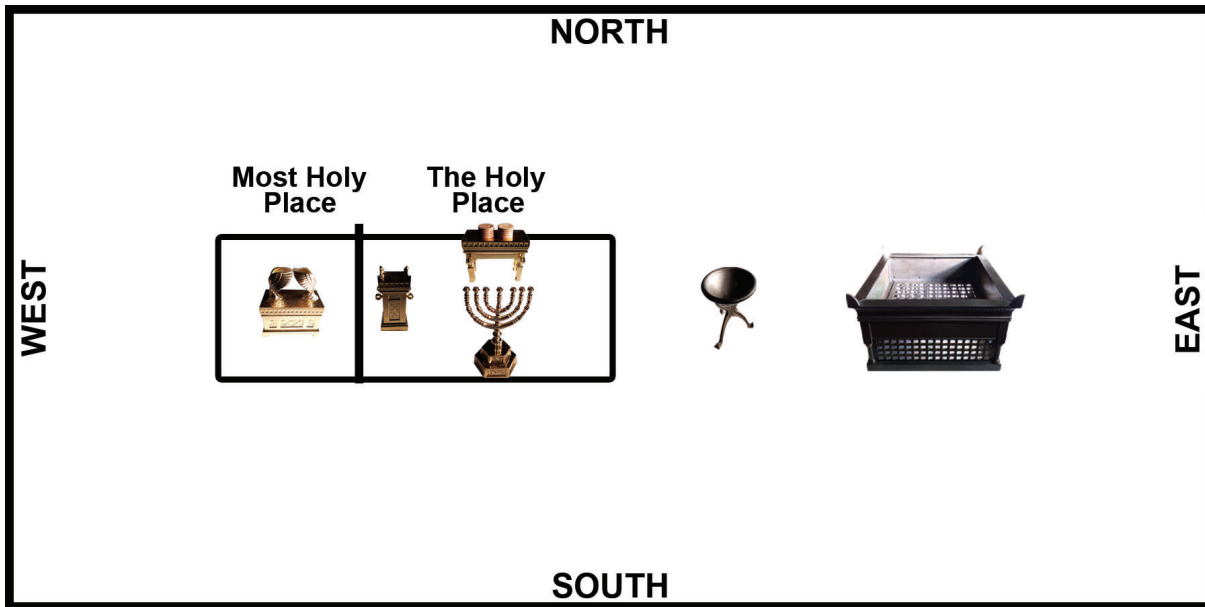 NORTH
Most Holy
Place
The Holy
Place
WEST
EAST
SOUTH